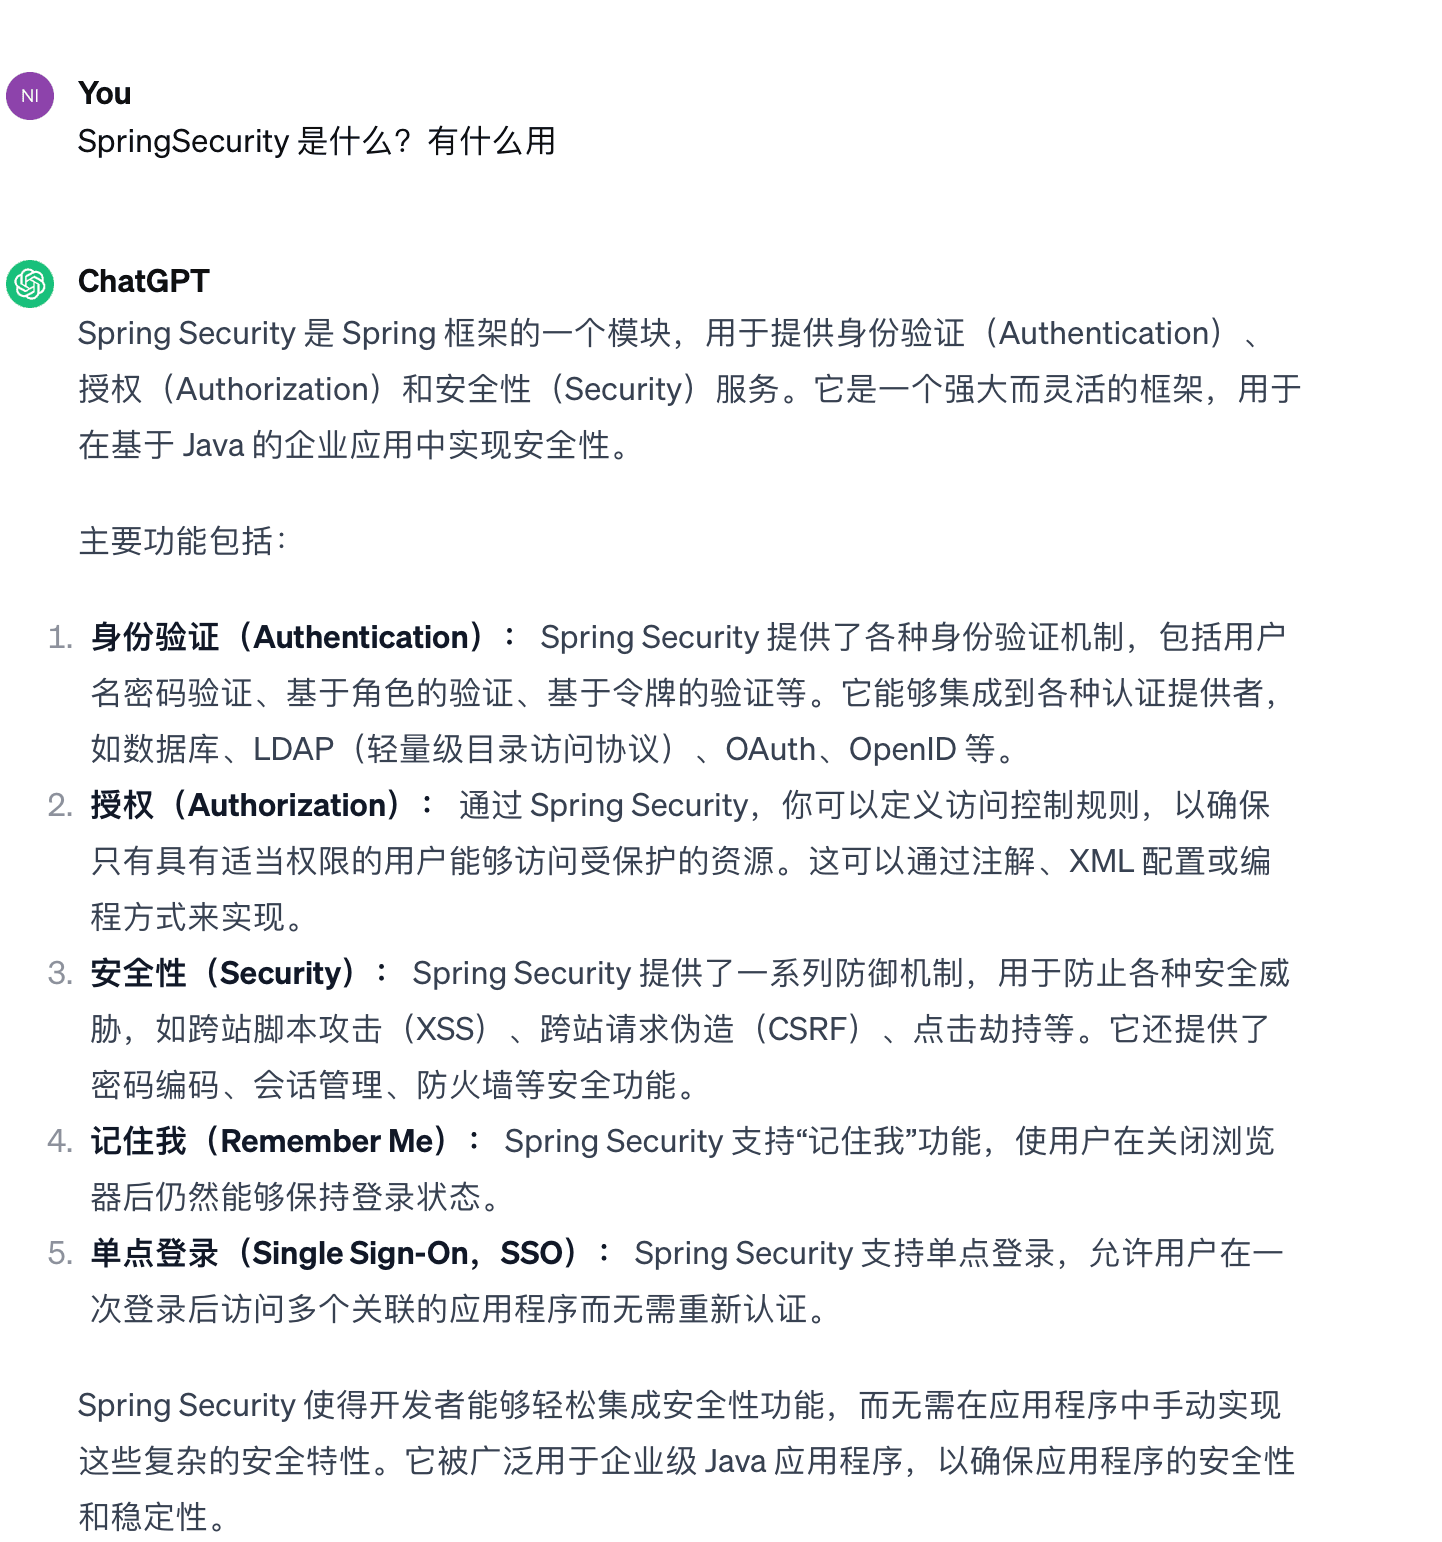 NI
You
SpringSecurity 是什么？有什么用
ChatGPT
Spring Security 是 Spring 框架的一个模块，用于提供身份验证（Authentication）、
授权（Authorization）和安全性（Security）服务。它是一个强大而灵活的框架，用于
在基于 Java 的企业应用中实现安全性。
主要功能包括：
1. 身份验证（Authentication）： Spring Security 提供了各种身份验证机制，包括用户
名密码验证、基于角色的验证、基于令牌的验证等。它能够集成到各种认证提供者，
如数据库、LDAP（轻量级目录访问协议）、OAuth、OpenID 等。
2. 授权（Authorization）： 通过 Spring Security，你可以定义访问控制规则，以确保
只有具有适当权限的用户能够访问受保护的资源。这可以通过注解、XML 配置或编
程方式来实现。
3. 安全性（Security）： Spring Security 提供了一系列防御机制，用于防止各种安全威
胁，如跨站脚本攻击（XSS）、跨站请求伪造（CSRF）、点击劫持等。它还提供了
密码编码、会话管理、防火墙等安全功能。
4. 记住我（Remember Me）： Spring Security 支持“记住我”功能，使用户在关闭浏览
器后仍然能够保持登录状态。
5. 单点登录（Single Sign-On，SSO）： Spring Security 支持单点登录，允许用户在一
次登录后访问多个关联的应用程序而无需重新认证。
Spring Security 使得开发者能够轻松集成安全性功能，而无需在应用程序中手动实现
这些复杂的安全特性。它被广泛用于企业级 Java 应用程序，以确保应用程序的安全性
和稳定性。